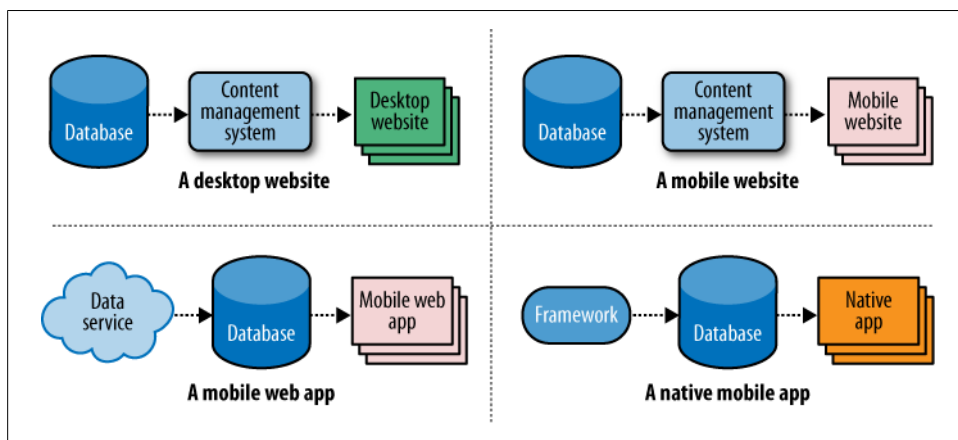 Database
Content
management
system
Desktop
website
A desktop website
Database
Content
management
system
Mobile
website
A mobile website
Data
service
Database
Mobile web
app
A mobile web app
Framework
Database
Native
app
A native mobile app